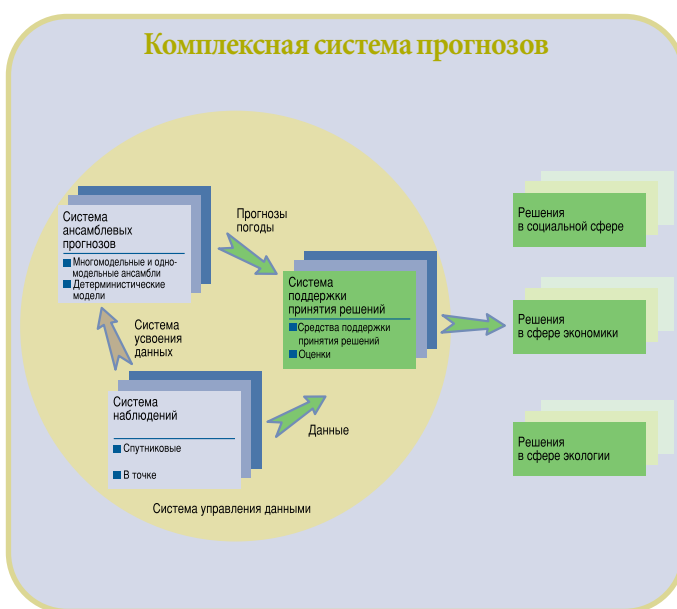 Комплексная система прогнозов
Система
ансамблевых
прогнозов
Многомодельные и одно-
модельные ансамбли
Детерминистические
модели
Прогнозы
погоды
Система
поддержки
принятия решений
Средства поддержки
принятия решений
Оценки
Система
усвоения
данных
Система
наблюдений
Спутниковые
В точке
Данные
Система управления данными
Решения
в социальной сфере
Решения
в сфере экономики
Решения
в сфере экологии